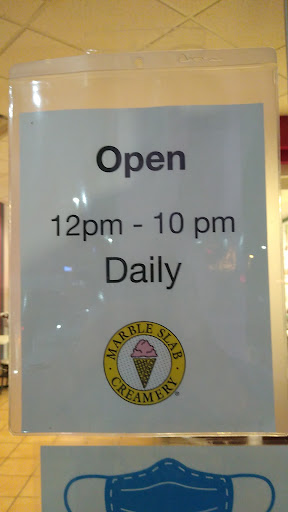 Open
12pm - 10 pm
Daily
MARBLE SLAB
CREAMERY
®